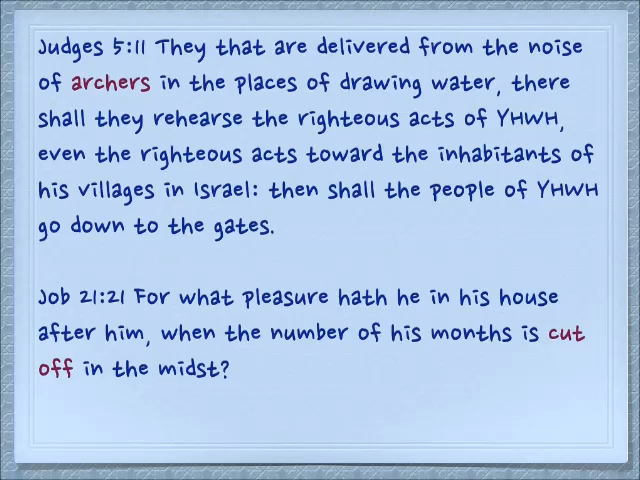 Judges 5:11 They that are delivered from the noise
of archers in the places of drawing water, there
shall they rehearse the righteous acts of YHWH,
even the righteous acts toward the inhabitants of
his villages in Israel: then shall the people of YHWH
go down to the gates.
Job 21:21 For what pleasure hath he in his house
after him, when the number of his months is cut
off in the midst?